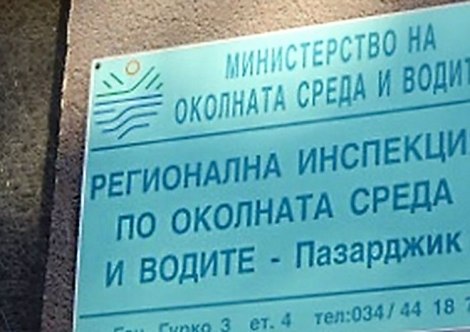 МИНИСТЕРСТВО НА
ОКОЛНАТА СРЕДА И ВОДИТ
РЕГИОНАЛНА ИНСПЕКЦИ
ПО ОКОЛНАТА СРЕДА
И ВОДИТЕ - Пазарджик
Гурко 3 ет. 4 тел:034/ 44 18